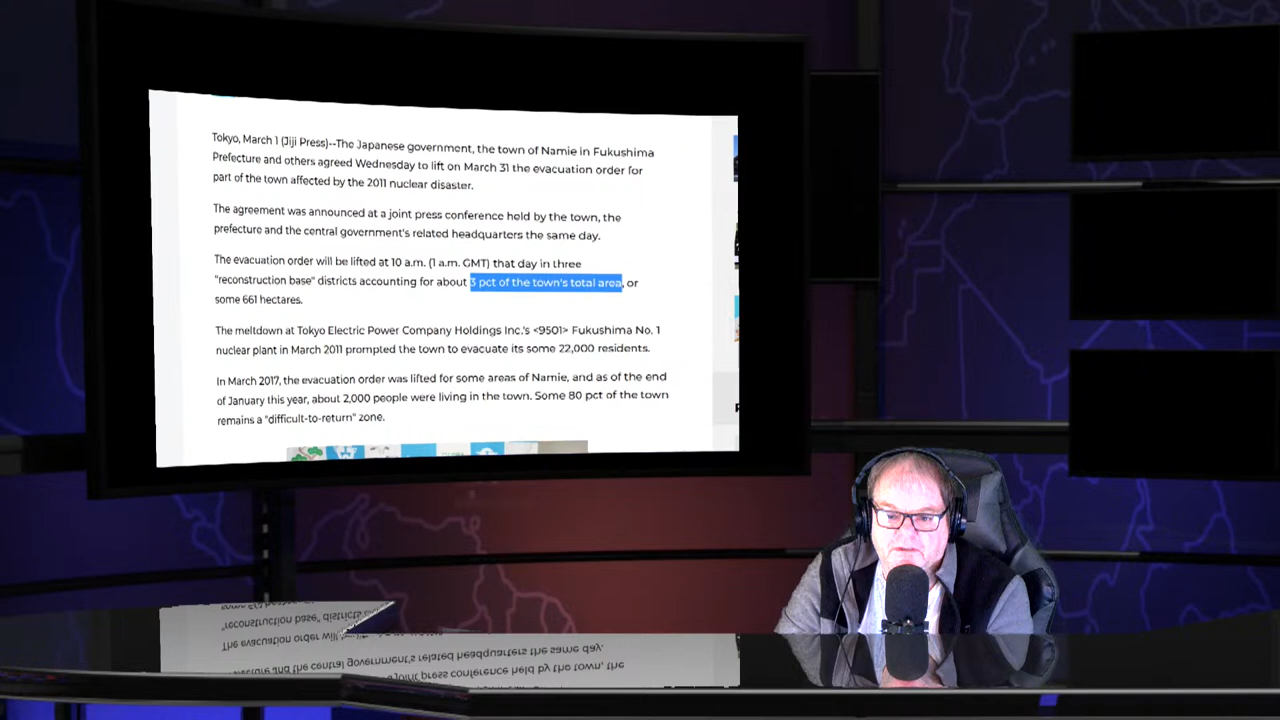 Tokyo, March 1 (Jiji Press)--The Japanese government, the town of Namie in Fukushima
Prefecture and others agreed Wednesday to lift on March 31 the evacuation order for
part of the town affected by the 2011 nuclear disaster.
The agreement was announced at a joint press conference held by the town, the
prefecture and the central government's related headquarters the same day.
The evacuation order will be lifted at 10 a.m. (1 a.m. GMT) that day in three
"reconstruction base" districts accounting for about 3 pct of the town's total area, or
some 661 hectares.
The meltdown at Tokyo Electric Power Company Holdings Inc.'s <9501> Fukushima No. 1
nuclear plant in March 2011 prompted the town to evacuate its some 22,000 residents.
In March 2017, the evacuation order was lifted for some areas of Namie, and as of the end
of January this year, about 2,000 people were living in the town. Some 80 pct of the town
remains a "difficult-to-return" zone.